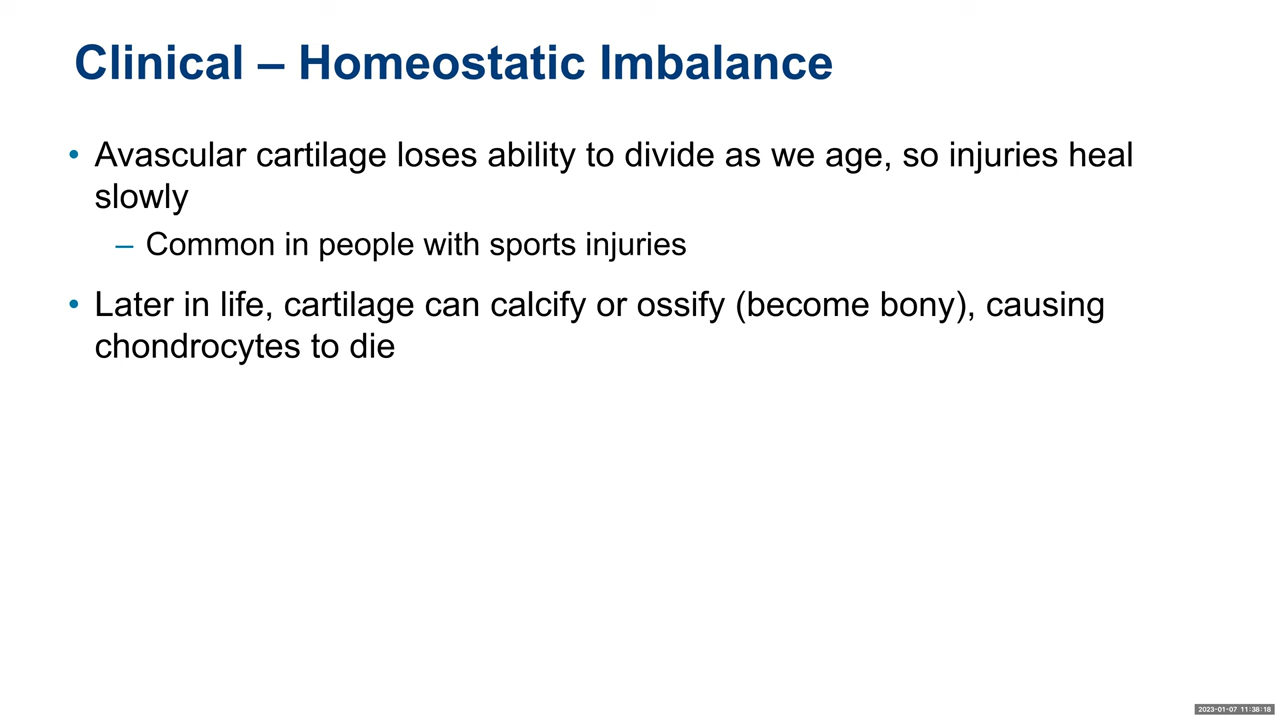 Clinical – Homeostatic Imbalance
• Avascular cartilage loses ability to divide as we age, so injuries heal
slowly
– Common in people with sports injuries
• Later in life, cartilage can calcify or ossify (become bony), causing
chondrocytes to die
2023-01-07 11:38:18